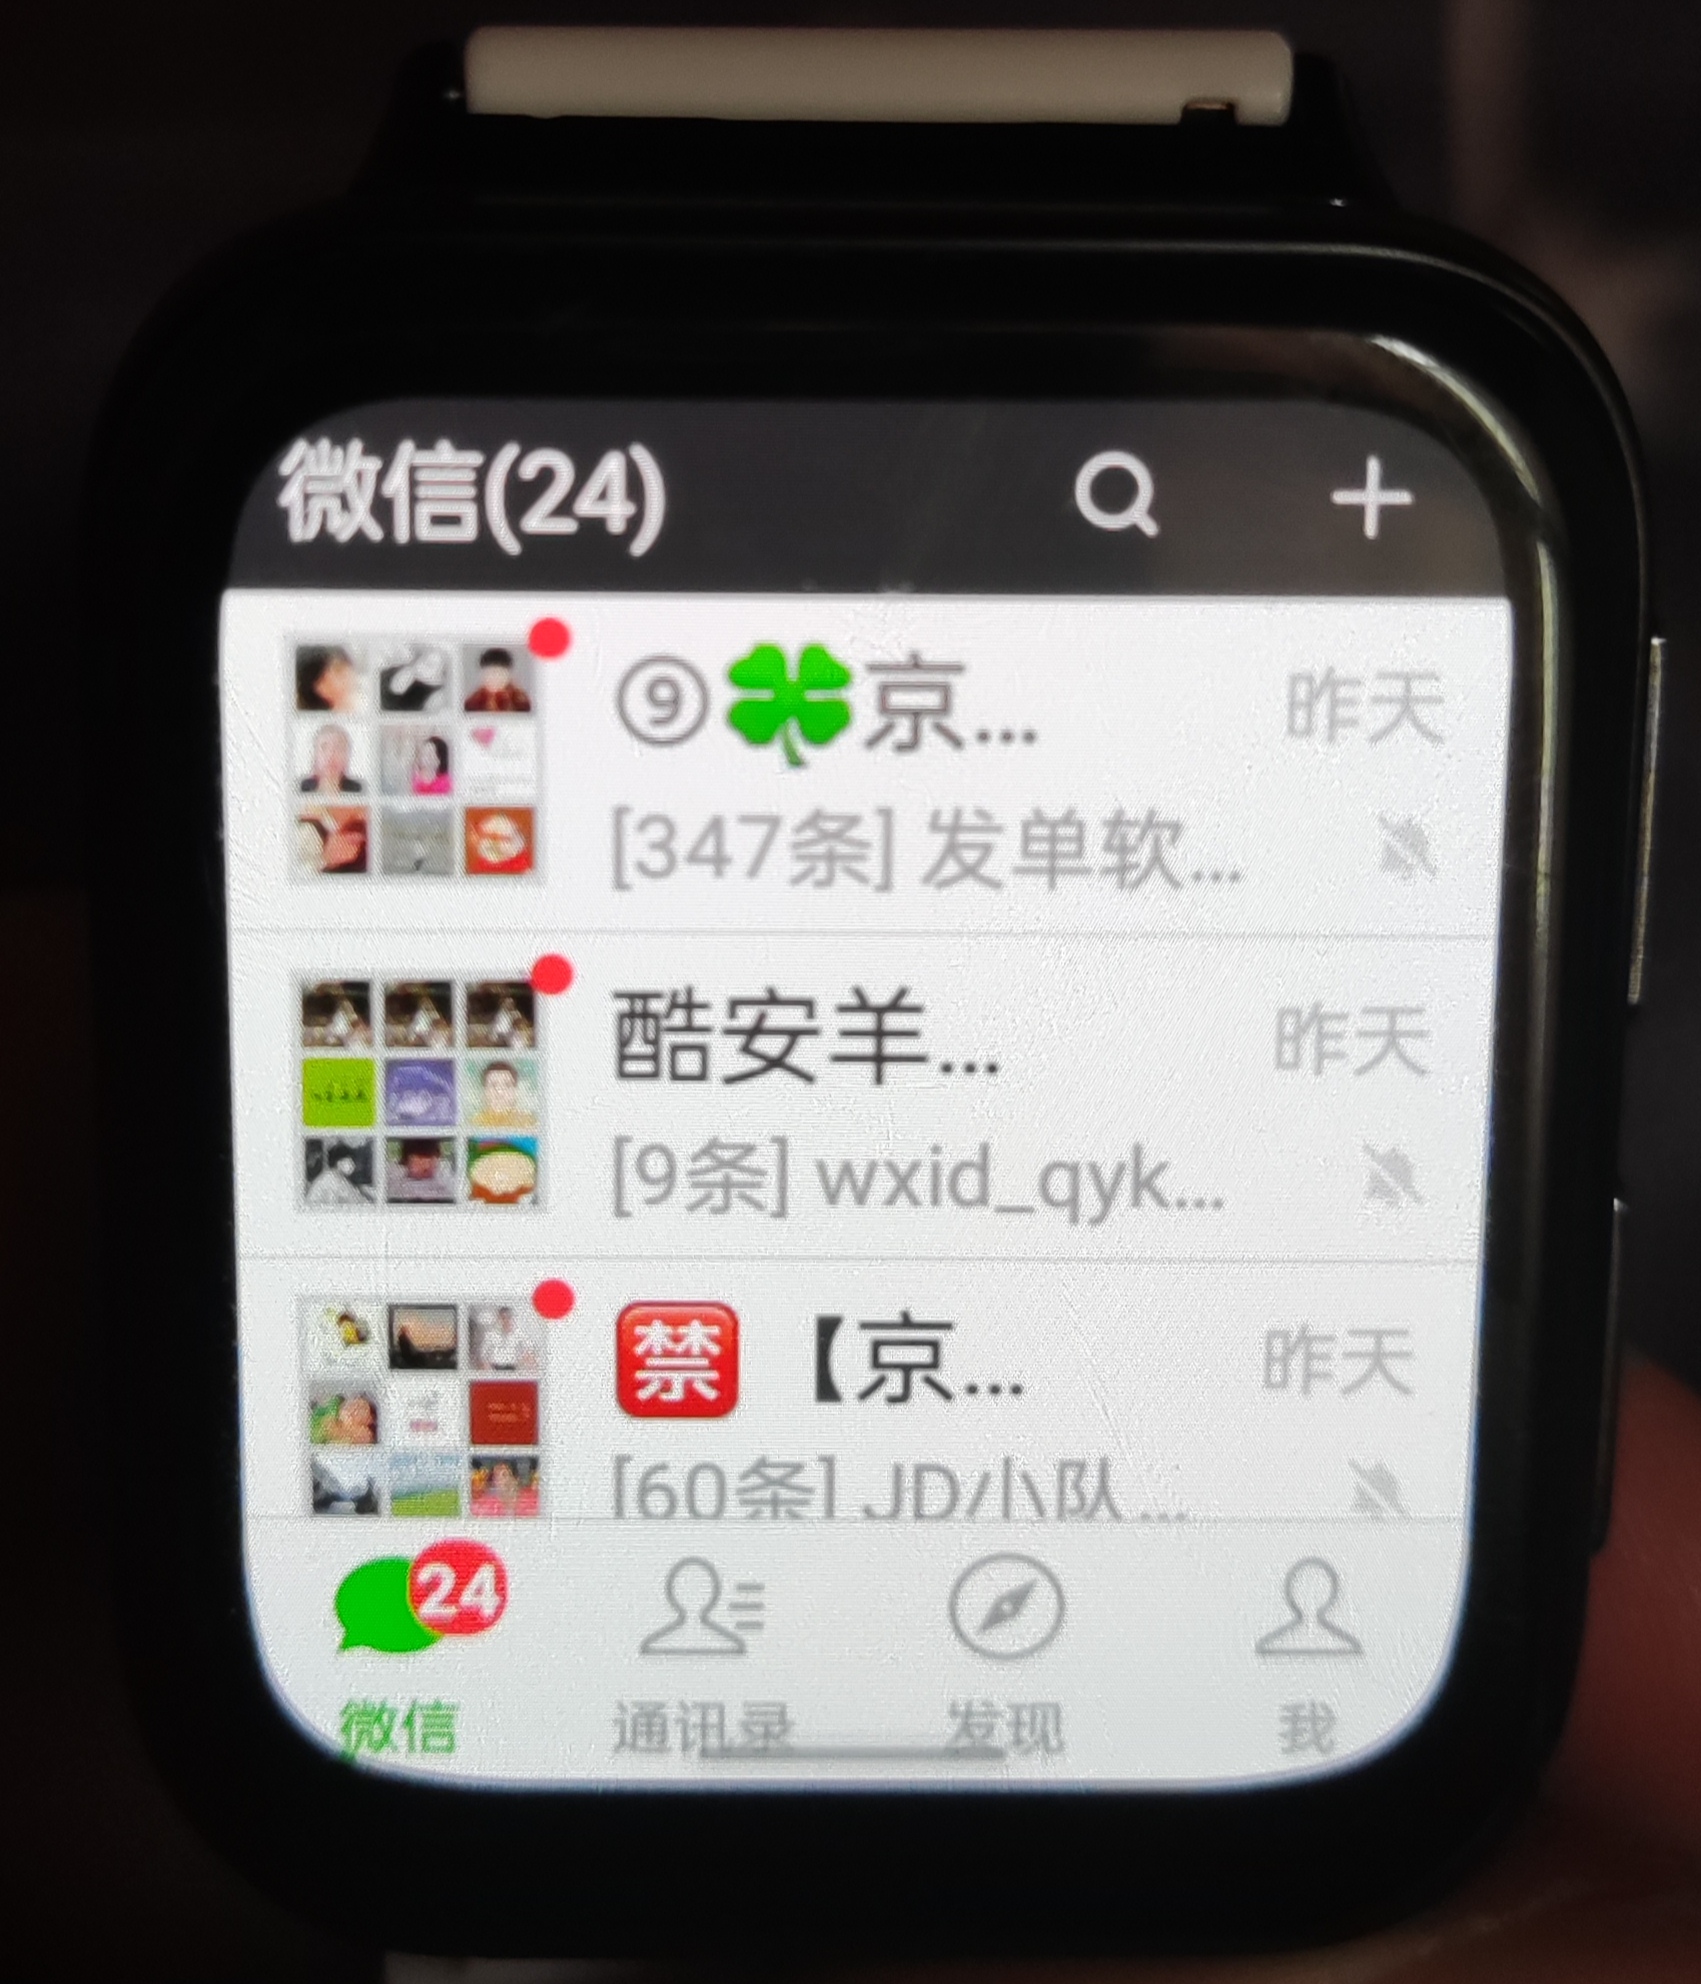 微信(24)
⑨🍀京... 昨天
[347条] 发单软...
酷安羊... 昨天
[9条] wxid_qyk...
禁 【京... 昨天
[60条] JD小队...
24
微信 通讯录 发现 我